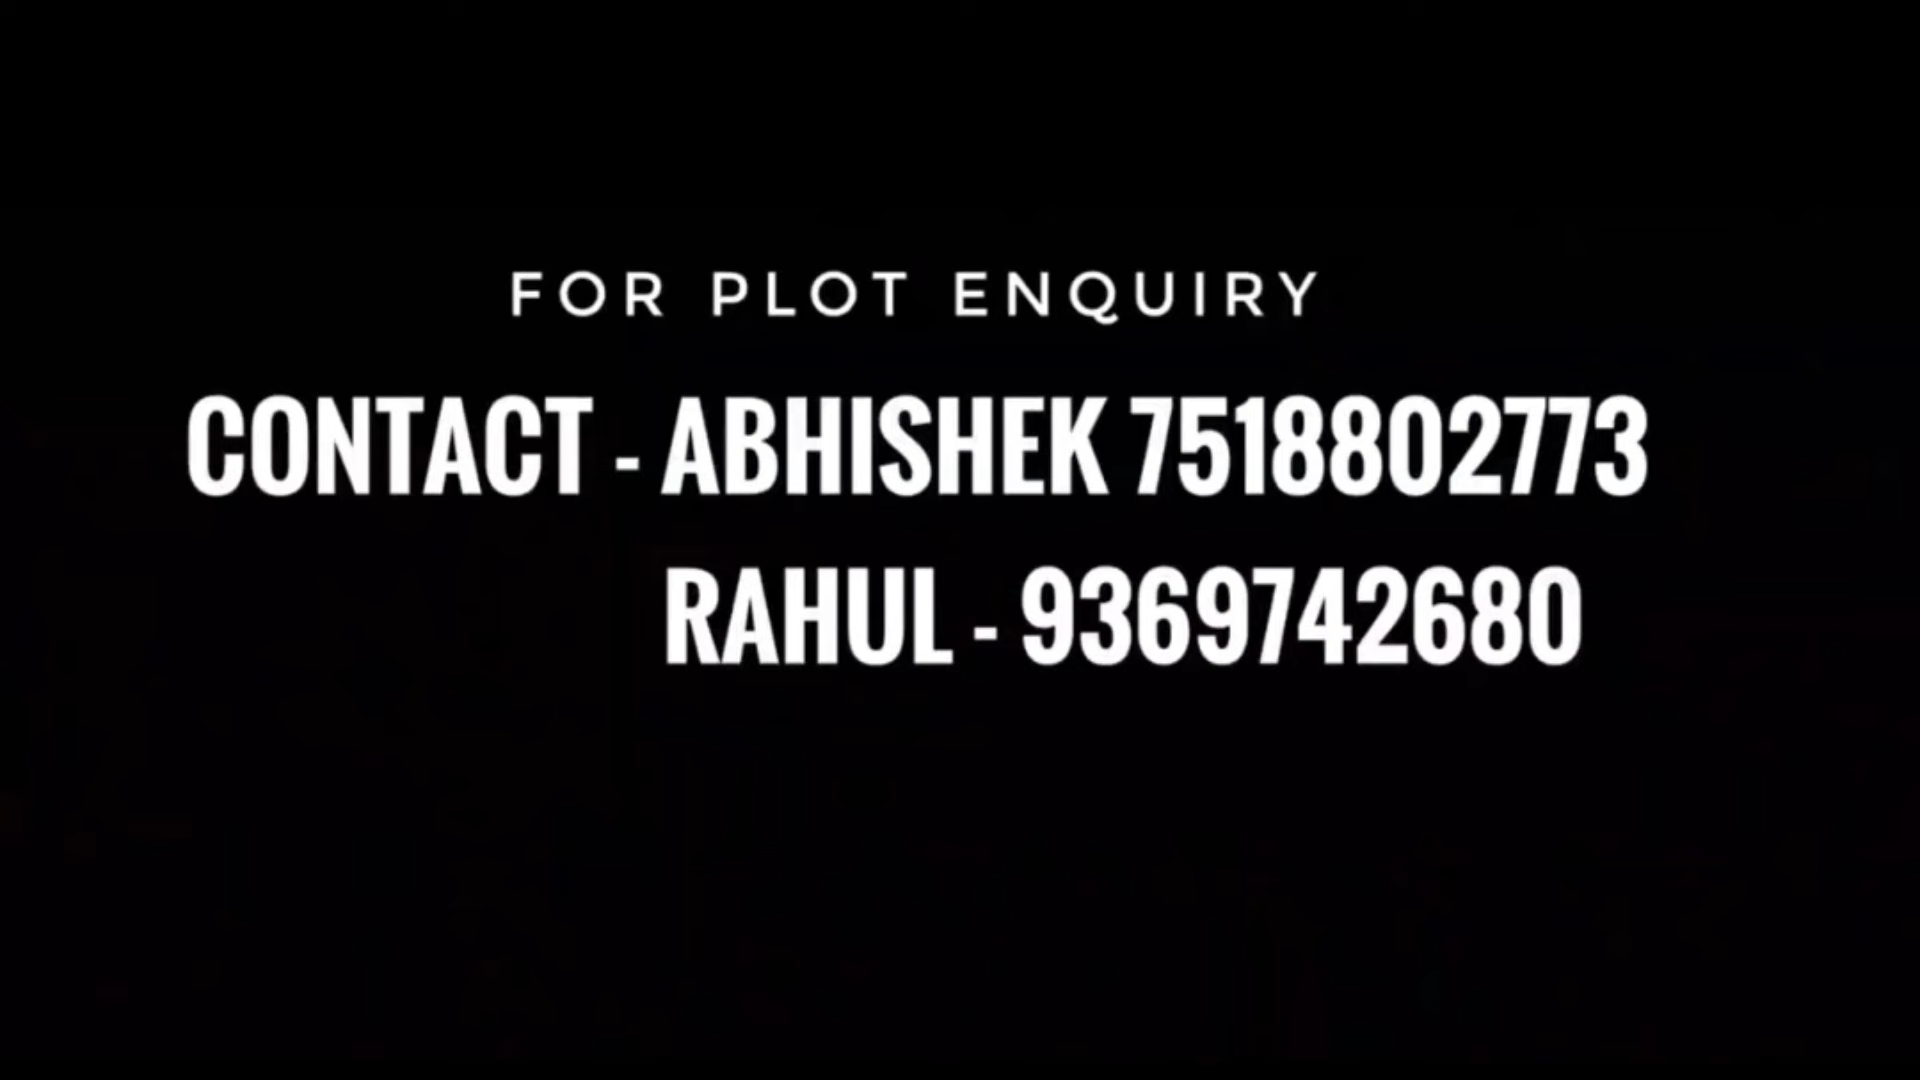 FOR PLOT ENQUIRY
CONTACT - ABHISHEK 7518802773
RAHUL - 9369742680